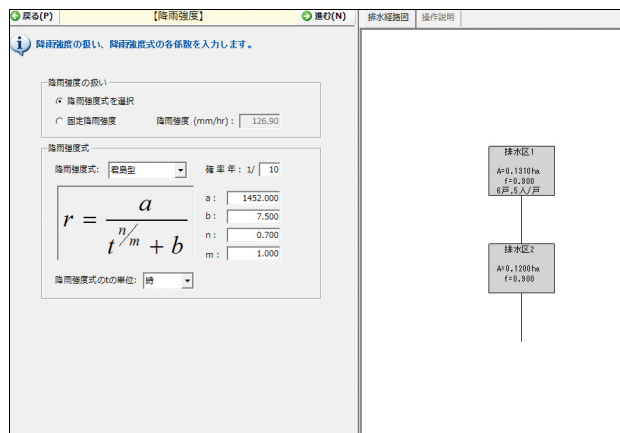 戻る(P) 【降雨強度】 進む(N) 排水経路図 操作説明
降雨強度の扱い、降雨強度式の各係数を入力します。
降雨強度の扱い
降雨強度式を選択
固定降雨強度 降雨強度 (mm/hr): 126.90
降雨強度式
降雨強度式: 君島型 確率年: 1/ 10
r = a / (t^(n/m) + b)
a: 1452.000
b: 7.500
n: 0.700
m: 1.000
降雨強度式のtの単位: 時
排水区1
A=0.1310ha
f=0.900
6戸,5人/戸
排水区2
A=0.1200ha
f=0.900